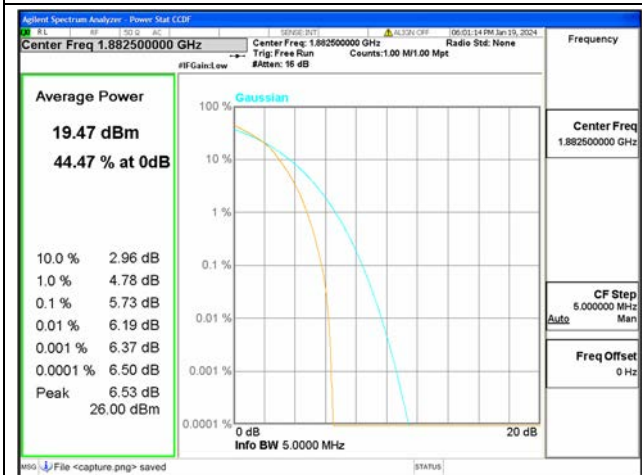 Agilent Spectrum Analyzer - Power Stat CCDF
RL RF 50 Ω AC SENSE:INT ALIGN OFF 06:01:14 PM Jan 19, 2024
Center Freq 1.882500000 GHz
Center Freq: 1.882500000 GHz
Radio Std: None
Trig: Free Run Counts:1.00 M/1.00 Mpt
#IFGain:Low #Atten: 16 dB
Frequency
Average Power
19.47 dBm
44.47 % at 0dB
10.0 % 2.96 dB
1.0 % 4.78 dB
0.1 % 5.73 dB
0.01 % 6.19 dB
0.001 % 6.37 dB
0.0001 % 6.50 dB
Peak 6.53 dB
26.00 dBm
Gaussian
100 %
10 %
1 %
0.1 %
0.01 %
0.001 %
0.0001 %
0 dB 20 dB
Info BW 5.0000 MHz
Center Freq
1.882500000 GHz
CF Step
5.000000 MHz
Auto Man
Freq Offset
0 Hz
MSG File <capture.png> saved STATUS